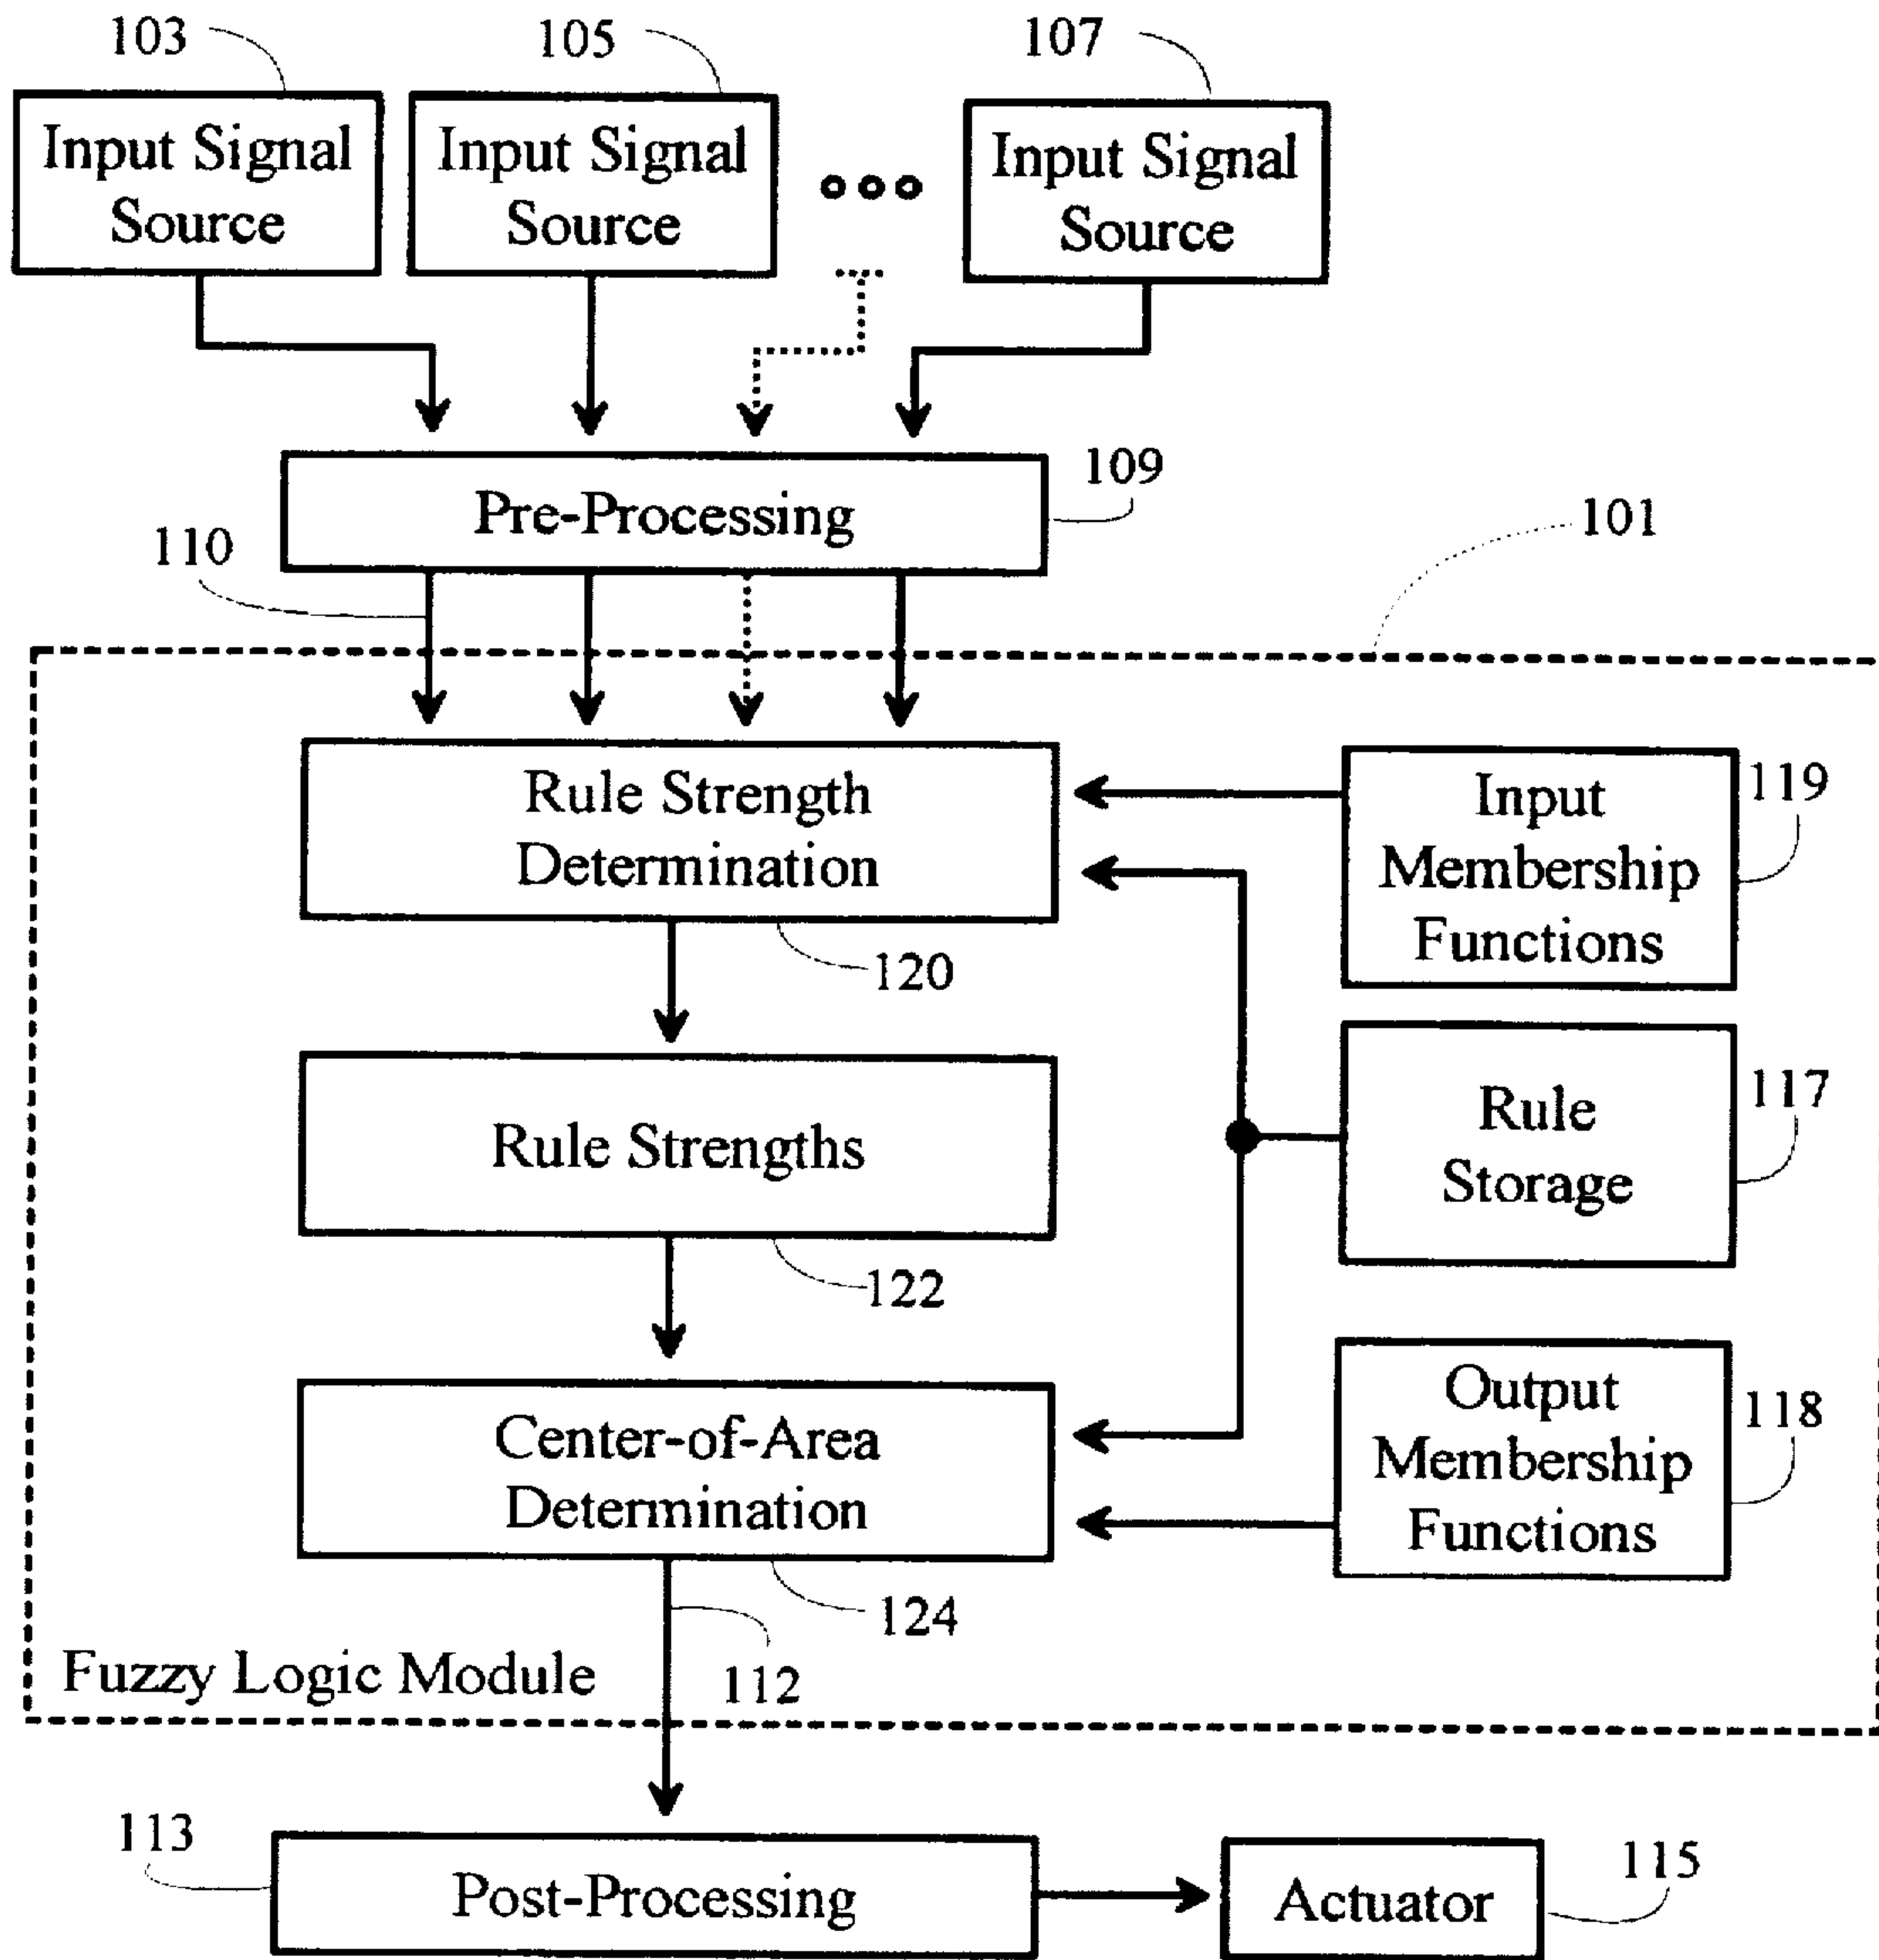 103
105
107
Input Signal
Source
Input Signal
Source
Input Signal
Source
109
Pre-Processing
110
101
Rule Strength
Determination
120
Input
Membership
Functions
119
Rule Strengths
122
Rule
Storage
117
Center-of-Area
Determination
124
Output
Membership
Functions
118
112
Fuzzy Logic Module
113
Post-Processing
Actuator
115